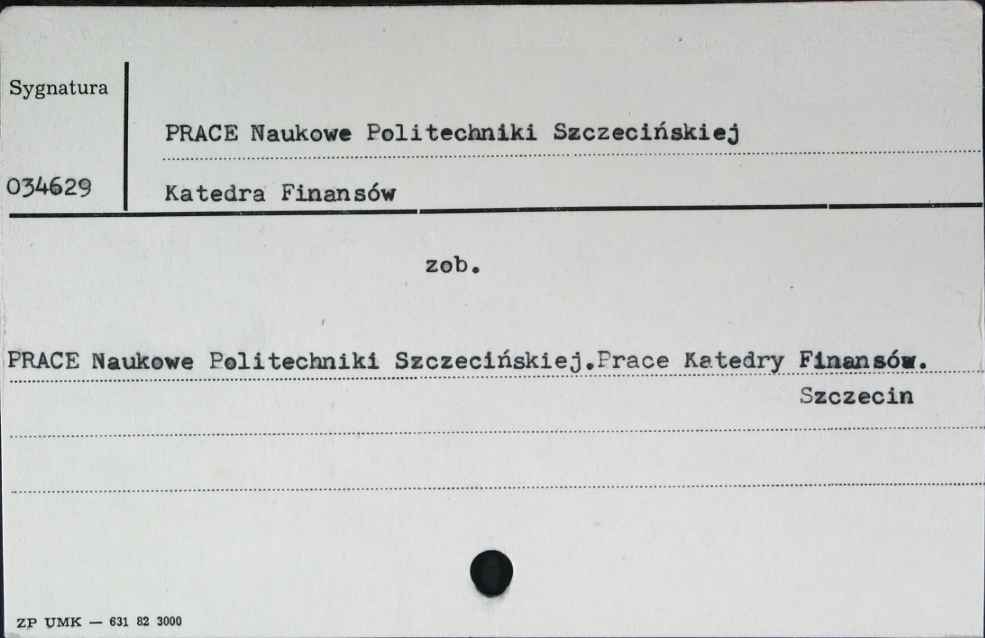 Sygnatura
PRACE Naukowe Politechniki Szczecińskiej
034629
Katedra Finansów
zob.
PRACE Naukowe Politechniki Szczecińskiej.Prace Katedry Finansów.
Szczecin
ZP UMK — 631 82 3000